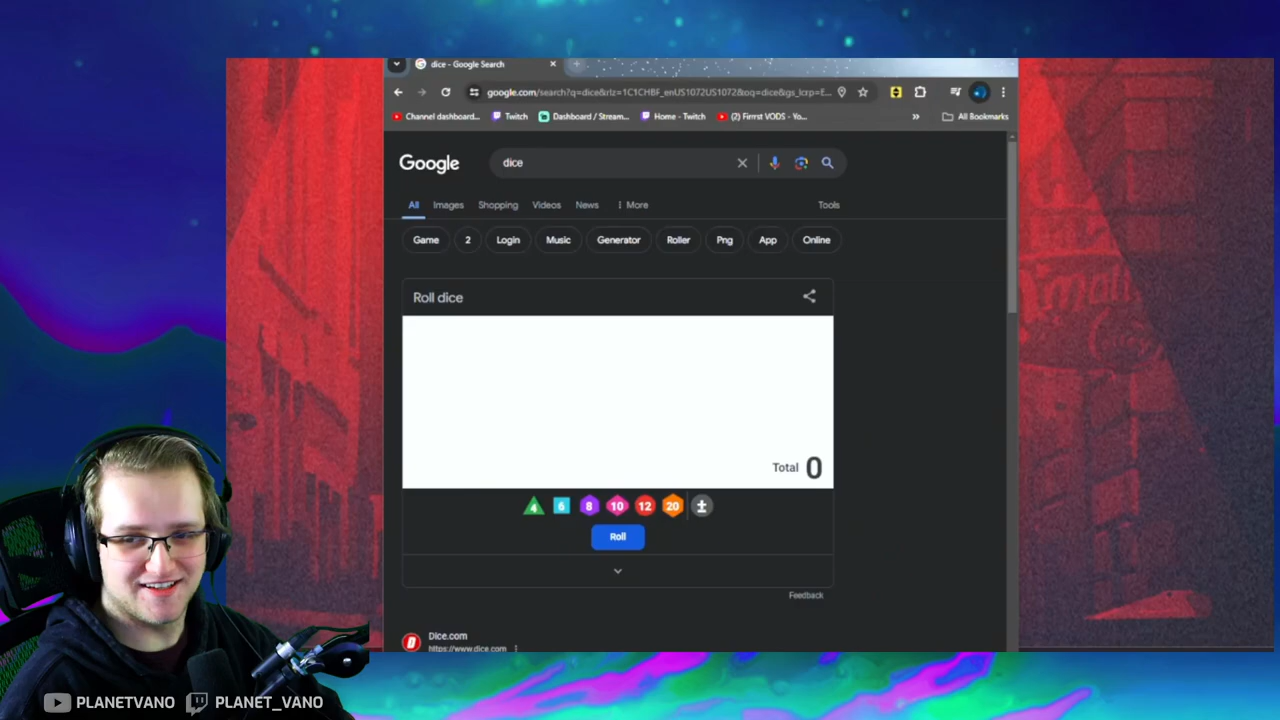 dice - Google Search
google.com/search?q=dice&rlz=1C1CHBF_enUS1072US1072&oq=dice&gs_lcrp=E...
Channel dashboard... Twitch Dashboard / Stream... Home - Twitch (2) Firrrst VODS - Yo... » All Bookmarks
Google dice
All Images Shopping Videos News More Tools
Game 2 Login Music Generator Roller Png App Online
Roll dice
Total 0
4 6 8 10 12 20 ±
Roll
Feedback
D Dice.com
https://www.dice.com
PLANETVANO PLANET_VANO